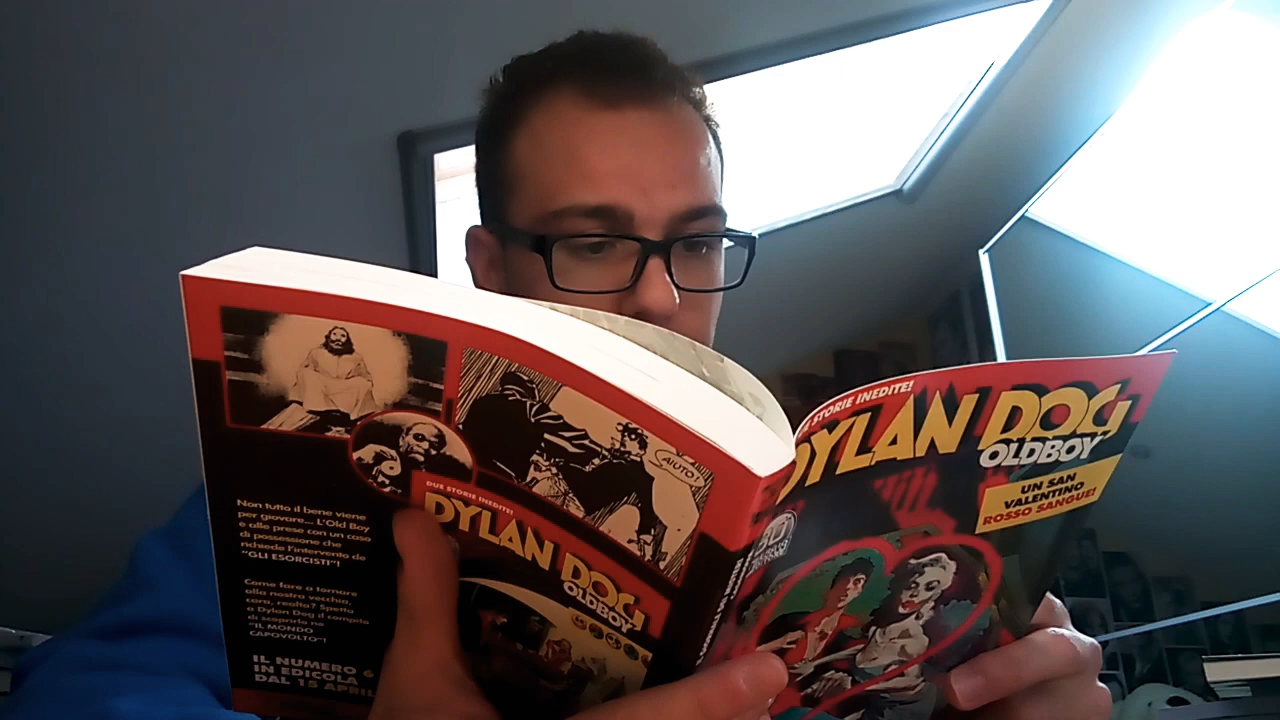 AIUTO!
DUE STORIE INEDITE!
DYLAN DOG
OLDBOY
Non tutto il bene viene
per giovare... L'Old Boy
è alle prese con un caso
di possessione che
richiede l'intervento de
"GLI ESORCISTI"!
Come fare a tornare
alla nostra vecchia,
cara, realtà? Spetta
a Dylan Dog il compito
di scoprirlo ne
"IL MONDO
CAPOVOLTO"!
IL NUMERO 6
IN EDICOLA
DAL 15 APRIL
STORIE INEDITE!
DYLAN DOG
OLDBOY
UN SAN
VALENTINO
ROSSO SANGUE!